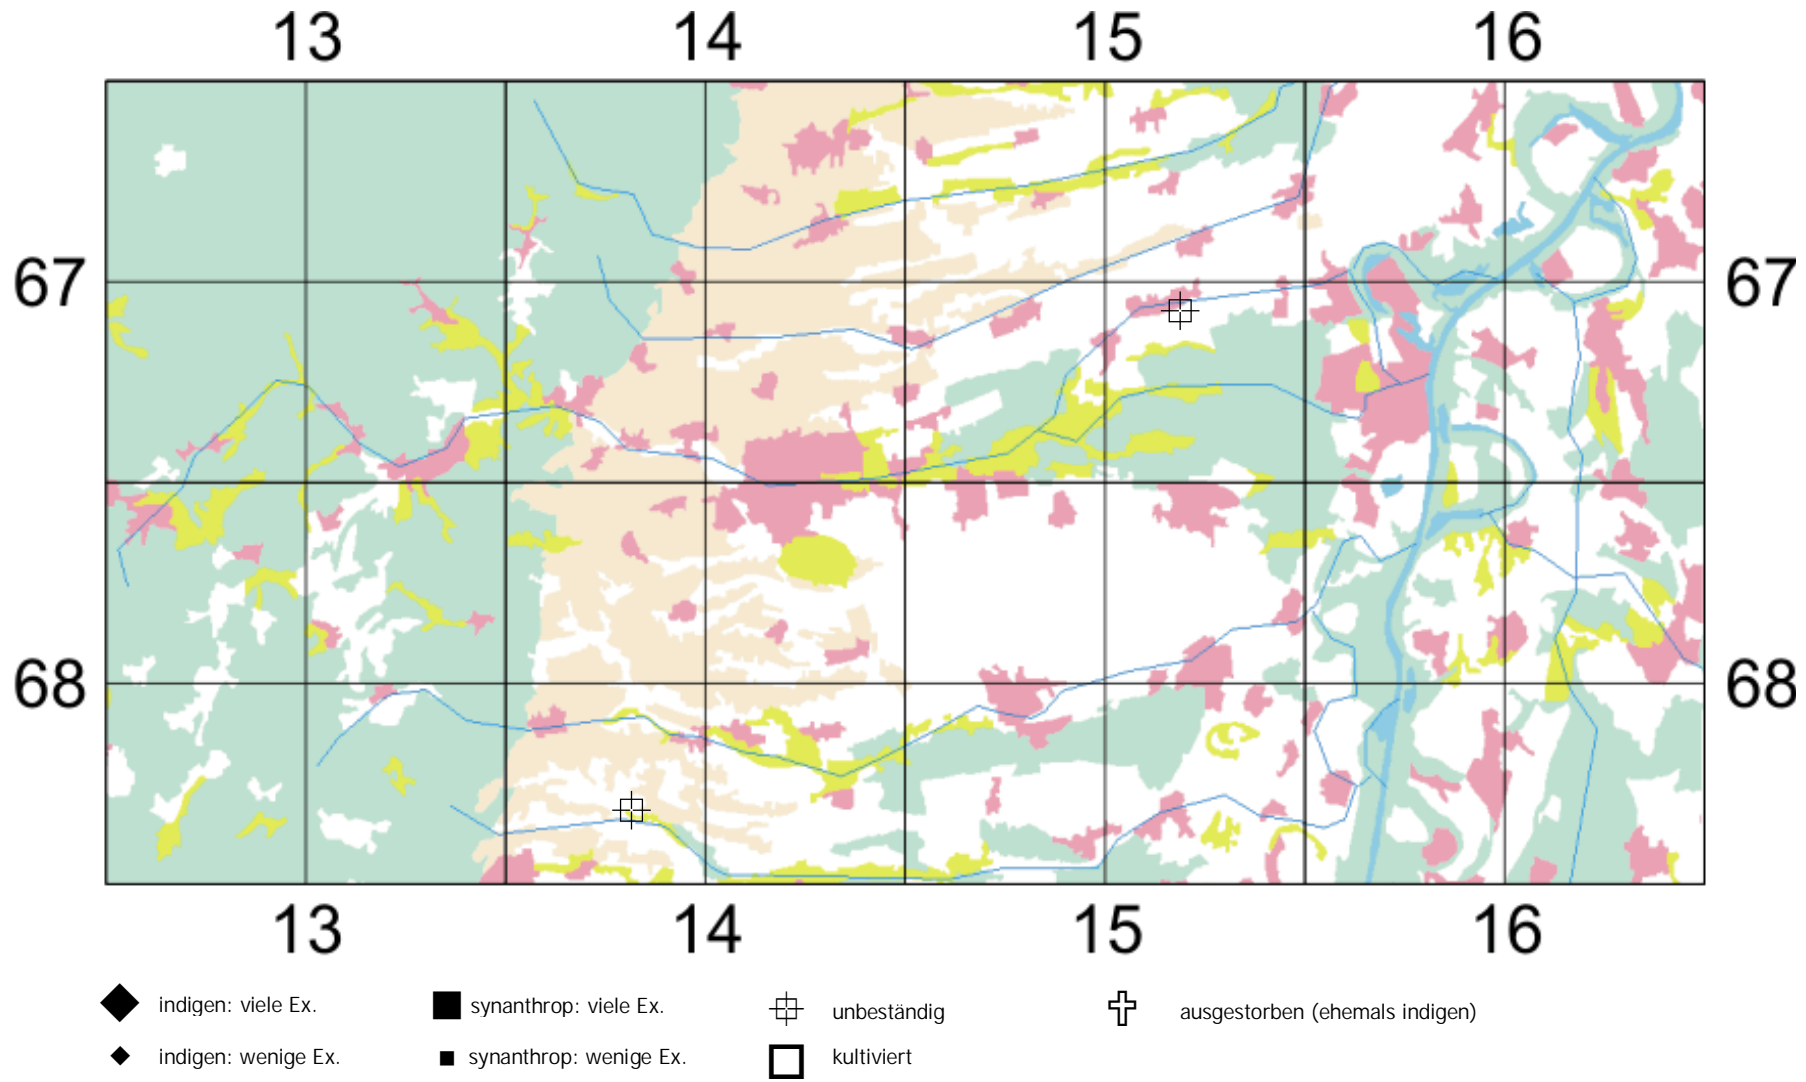 13 14 15 16
67 67
68 68
13 14 15 16
indigen: viele Ex. synanthrop: viele Ex. unbeständig ausgestorben (ehemals indigen)
indigen: wenige Ex. synanthrop: wenige Ex. kultiviert